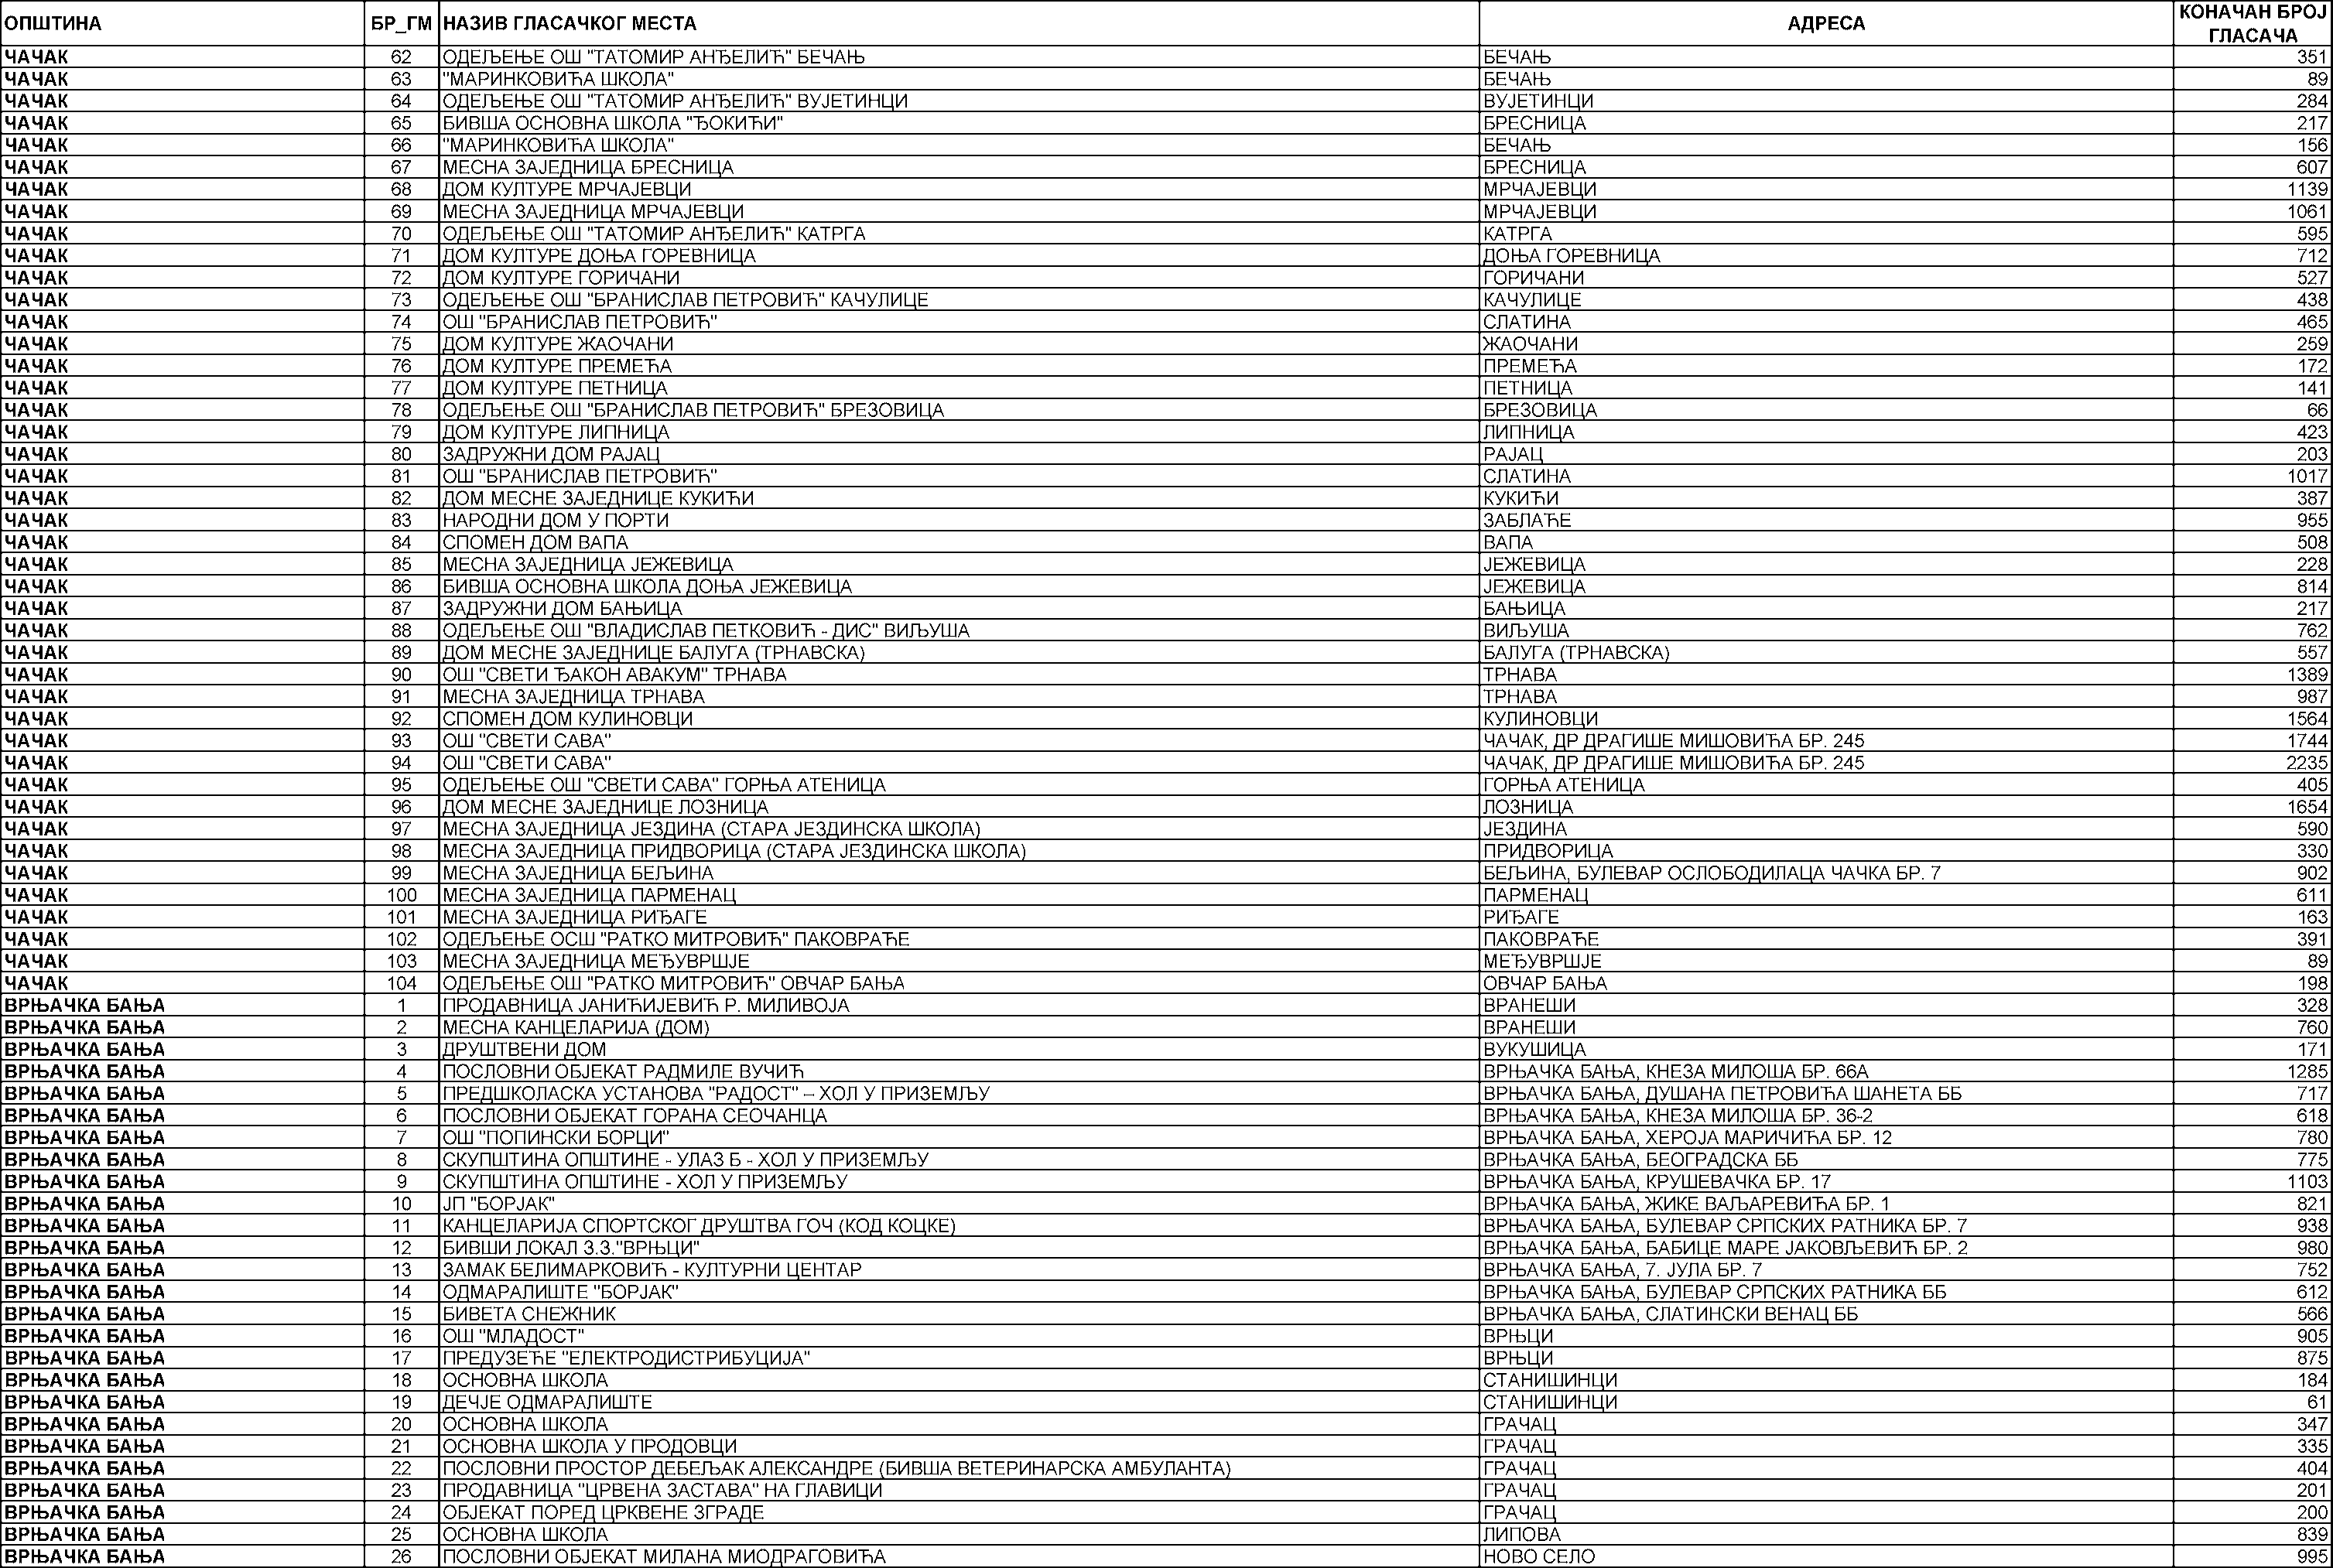 ОПШТИНА БР_ГМ НАЗИВ ГЛАСАЧКОГ МЕСТА АДРЕСА КОНАЧАН БРОЈ ГЛАСАЧА
ЧАЧАК 62 ОДЕЉЕЊЕ ОШ "ТАТОМИР АНЂЕЛИЋ" БЕЧАЊ БЕЧАЊ 351
ЧАЧАК 63 "МАРИНКОВИЋА ШКОЛА" БЕЧАЊ 89
ЧАЧАК 64 ОДЕЉЕЊЕ ОШ "ТАТОМИР АНЂЕЛИЋ" ВУЈЕТИНЦИ ВУЈЕТИНЦИ 284
ЧАЧАК 65 БИВША ОСНОВНА ШКОЛА "ЂОКИЋИ" БРЕСНИЦА 217
ЧАЧАК 66 "МАРИНКОВИЋА ШКОЛА" БЕЧАЊ 156
ЧАЧАК 67 МЕСНА ЗАЈЕДНИЦА БРЕСНИЦА БРЕСНИЦА 607
ЧАЧАК 68 ДОМ КУЛТУРЕ МРЧАЈЕВЦИ МРЧАЈЕВЦИ 1139
ЧАЧАК 69 МЕСНА ЗАЈЕДНИЦА МРЧАЈЕВЦИ МРЧАЈЕВЦИ 1061
ЧАЧАК 70 ОДЕЉЕЊЕ ОШ "ТАТОМИР АНЂЕЛИЋ" КАТРГА КАТРГА 595
ЧАЧАК 71 ДОМ КУЛТУРЕ ДОЊА ГОРЕВНИЦА ДОЊА ГОРЕВНИЦА 712
ЧАЧАК 72 ДОМ КУЛТУРЕ ГОРИЧАНИ ГОРИЧАНИ 527
ЧАЧАК 73 ОДЕЉЕЊЕ ОШ "БРАНИСЛАВ ПЕТРОВИЋ" КАЧУЛИЦЕ КАЧУЛИЦЕ 438
ЧАЧАК 74 ОШ "БРАНИСЛАВ ПЕТРОВИЋ" СЛАТИНА 465
ЧАЧАК 75 ДОМ КУЛТУРЕ ЖАОЧАНИ ЖАОЧАНИ 259
ЧАЧАК 76 ДОМ КУЛТУРЕ ПРЕМЕЋА ПРЕМЕЋА 172
ЧАЧАК 77 ДОМ КУЛТУРЕ ПЕТНИЦА ПЕТНИЦА 141
ЧАЧАК 78 ОДЕЉЕЊЕ ОШ "БРАНИСЛАВ ПЕТРОВИЋ" БРЕЗОВИЦА БРЕЗОВИЦА 66
ЧАЧАК 79 ДОМ КУЛТУРЕ ЛИПНИЦА ЛИПНИЦА 423
ЧАЧАК 80 ЗАДРУЖНИ ДОМ РАЈАЦ РАЈАЦ 203
ЧАЧАК 81 ОШ "БРАНИСЛАВ ПЕТРОВИЋ" СЛАТИНА 1017
ЧАЧАК 82 ДОМ МЕСНЕ ЗАЈЕДНИЦЕ КУКИЋИ КУКИЋИ 387
ЧАЧАК 83 НАРОДНИ ДОМ У ПОРТИ ЗАБЛАЋЕ 955
ЧАЧАК 84 СПОМЕН ДОМ ВАПА ВАПА 508
ЧАЧАК 85 МЕСНА ЗАЈЕДНИЦА ЈЕЖЕВИЦА ЈЕЖЕВИЦА 228
ЧАЧАК 86 БИВША ОСНОВНА ШКОЛА ДОЊА ЈЕЖЕВИЦА ЈЕЖЕВИЦА 814
ЧАЧАК 87 ЗАДРУЖНИ ДОМ БАЊИЦА БАЊИЦА 217
ЧАЧАК 88 ОДЕЉЕЊЕ ОШ "ВЛАДИСЛАВ ПЕТКОВИЋ - ДИС" ВИЉУША ВИЉУША 762
ЧАЧАК 89 ДОМ МЕСНЕ ЗАЈЕДНИЦЕ БАЛУГА (ТРНАВСКА) БАЛУГА (ТРНАВСКА) 557
ЧАЧАК 90 ОШ "СВЕТИ ЂАКОН АВАКУМ" ТРНАВА ТРНАВА 1389
ЧАЧАК 91 МЕСНА ЗАЈЕДНИЦА ТРНАВА ТРНАВА 987
ЧАЧАК 92 СПОМЕН ДОМ КУЛИНОВЦИ КУЛИНОВЦИ 1564
ЧАЧАК 93 ОШ "СВЕТИ САВА" ЧАЧАК, ДР ДРАГИШЕ МИШОВИЋА БР. 245 1744
ЧАЧАК 94 ОШ "СВЕТИ САВА" ЧАЧАК, ДР ДРАГИШЕ МИШОВИЋА БР. 245 2235
ЧАЧАК 95 ОДЕЉЕЊЕ ОШ "СВЕТИ САВА" ГОРЊА АТЕНИЦА ГОРЊА АТЕНИЦА 405
ЧАЧАК 96 ДОМ МЕСНЕ ЗАЈЕДНИЦЕ ЛОЗНИЦА ЛОЗНИЦА 1654
ЧАЧАК 97 МЕСНА ЗАЈЕДНИЦА ЈЕЗДИНА (СТАРА ЈЕЗДИНСКА ШКОЛА) ЈЕЗДИНА 590
ЧАЧАК 98 МЕСНА ЗАЈЕДНИЦА ПРИДВОРИЦА (СТАРА ЈЕЗДИНСКА ШКОЛА) ПРИДВОРИЦА 330
ЧАЧАК 99 МЕСНА ЗАЈЕДНИЦА БЕЉИНА БЕЉИНА, БУЛЕВАР ОСЛОБОДИЛАЦА ЧАЧКА БР. 7 902
ЧАЧАК 100 МЕСНА ЗАЈЕДНИЦА ПАРМЕНАЦ ПАРМЕНАЦ 611
ЧАЧАК 101 МЕСНА ЗАЈЕДНИЦА РИЂАГЕ РИЂАГЕ 163
ЧАЧАК 102 ОДЕЉЕЊЕ ОСШ "РАТКО МИТРОВИЋ" ПАКОВРАЋЕ ПАКОВРАЋЕ 391
ЧАЧАК 103 МЕСНА ЗАЈЕДНИЦА МЕЂУВРШЈЕ МЕЂУВРШЈЕ 89
ЧАЧАК 104 ОДЕЉЕЊЕ ОШ "РАТКО МИТРОВИЋ" ОВЧАР БАЊА ОВЧАР БАЊА 198
ВРЊАЧКА БАЊА 1 ПРОДАВНИЦА ЈАНИЋИЈЕВИЋ Р. МИЛИВОЈА ВРАНЕШИ 328
ВРЊАЧКА БАЊА 2 МЕСНА КАНЦЕЛАРИЈА (ДОМ) ВРАНЕШИ 760
ВРЊАЧКА БАЊА 3 ДРУШТВЕНИ ДОМ ВУКУШИЦА 171
ВРЊАЧКА БАЊА 4 ПОСЛОВНИ ОБЈЕКАТ РАДМИЛЕ ВУЧИЋ ВРЊАЧКА БАЊА, КНЕЗА МИЛОША БР. 66А 1285
ВРЊАЧКА БАЊА 5 ПРЕДШКОЛАСКА УСТАНОВА "РАДОСТ" – ХОЛ У ПРИЗЕМЉУ ВРЊАЧКА БАЊА, ДУШАНА ПЕТРОВИЋА ШАНЕТА ББ 717
ВРЊАЧКА БАЊА 6 ПОСЛОВНИ ОБЈЕКАТ ГОРАНА СЕОЧАНЦА ВРЊАЧКА БАЊА, КНЕЗА МИЛОША БР. 36-2 618
ВРЊАЧКА БАЊА 7 ОШ "ПОПИНСКИ БОРЦИ" ВРЊАЧКА БАЊА, ХЕРОЈА МАРИЧИЋА БР. 12 780
ВРЊАЧКА БАЊА 8 СКУПШТИНА ОПШТИНЕ - УЛАЗ Б - ХОЛ У ПРИЗЕМЉУ ВРЊАЧКА БАЊА, БЕОГРАДСКА ББ 775
ВРЊАЧКА БАЊА 9 СКУПШТИНА ОПШТИНЕ - ХОЛ У ПРИЗЕМЉУ ВРЊАЧКА БАЊА, КРУШЕВАЧКА БР. 17 1103
ВРЊАЧКА БАЊА 10 ЈП "БОРЈАК" ВРЊАЧКА БАЊА, ЖИКЕ ВАЉАРЕВИЋА БР. 1 821
ВРЊАЧКА БАЊА 11 КАНЦЕЛАРИЈА СПОРТСКОГ ДРУШТВА ГОЧ (КОД КОЦКЕ) ВРЊАЧКА БАЊА, БУЛЕВАР СРПСКИХ РАТНИКА БР. 7 938
ВРЊАЧКА БАЊА 12 БИВШИ ЛОКАЛ З.З."ВРЊЦИ" ВРЊАЧКА БАЊА, БАБИЦЕ МАРЕ ЈАКОВЉЕВИЋ БР. 2 980
ВРЊАЧКА БАЊА 13 ЗАМАК БЕЛИМАРКОВИЋ - КУЛТУРНИ ЦЕНТАР ВРЊАЧКА БАЊА, 7. ЈУЛА БР. 7 752
ВРЊАЧКА БАЊА 14 ОДМАРАЛИШТЕ "БОРЈАК" ВРЊАЧКА БАЊА, БУЛЕВАР СРПСКИХ РАТНИКА ББ 612
ВРЊАЧКА БАЊА 15 БИВЕТА СНЕЖНИК ВРЊАЧКА БАЊА, СЛАТИНСКИ ВЕНАЦ ББ 566
ВРЊАЧКА БАЊА 16 ОШ "МЛАДОСТ" ВРЊЦИ 905
ВРЊАЧКА БАЊА 17 ПРЕДУЗЕЋЕ "ЕЛЕКТРОДИСТРИБУЦИЈА" ВРЊЦИ 875
ВРЊАЧКА БАЊА 18 ОСНОВНА ШКОЛА СТАНИШИНЦИ 184
ВРЊАЧКА БАЊА 19 ДЕЧЈЕ ОДМАРАЛИШТЕ СТАНИШИНЦИ 61
ВРЊАЧКА БАЊА 20 ОСНОВНА ШКОЛА ГРАЧАЦ 347
ВРЊАЧКА БАЊА 21 ОСНОВНА ШКОЛА У ПРОДОВЦИ ГРАЧАЦ 335
ВРЊАЧКА БАЊА 22 ПОСЛОВНИ ПРОСТОР ДЕБЕЉАК АЛЕКСАНДРЕ (БИВША ВЕТЕРИНАРСКА АМБУЛАНТА) ГРАЧАЦ 404
ВРЊАЧКА БАЊА 23 ПРОДАВНИЦА "ЦРВЕНА ЗАСТАВА" НА ГЛАВИЦИ ГРАЧАЦ 201
ВРЊАЧКА БАЊА 24 ОБЈЕКАТ ПОРЕД ЦРКВЕНЕ ЗГРАДЕ ГРАЧАЦ 200
ВРЊАЧКА БАЊА 25 ОСНОВНА ШКОЛА ЛИПОВА 839
ВРЊАЧКА БАЊА 26 ПОСЛОВНИ ОБЈЕКАТ МИЛАНА МИОДРАГОВИЋА НОВО СЕЛО 995